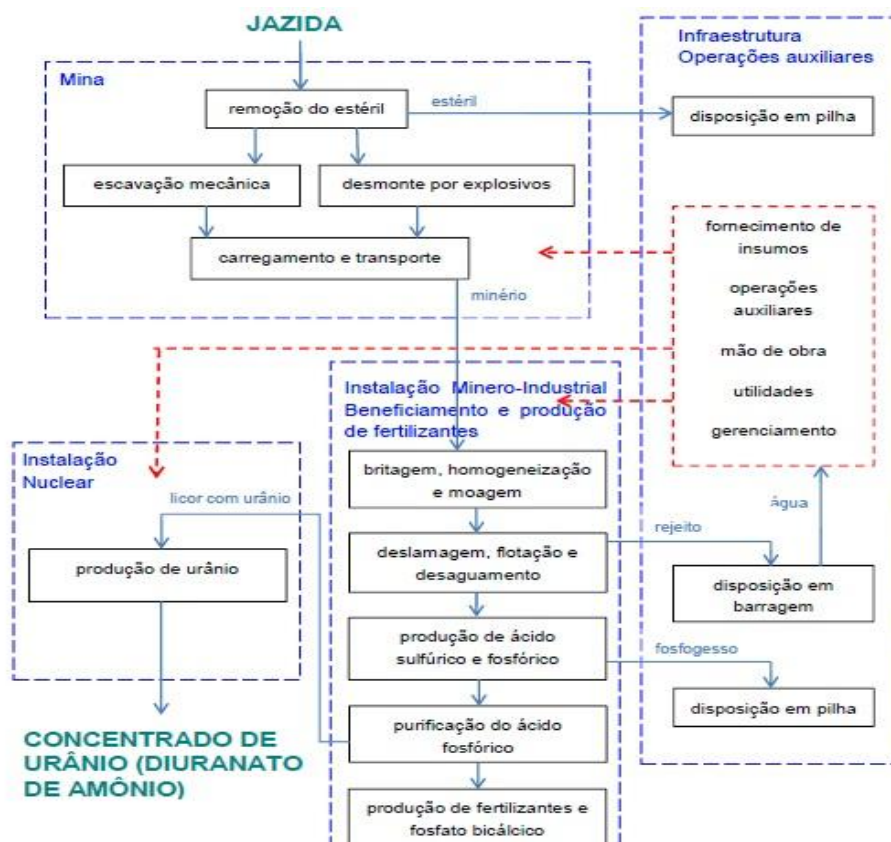 JAZIDA
Infraestrutura
Operações auxiliares
Mina
remoção do estéril
estéril
disposição em pilha
escavação mecânica
desmonte por explosivos
carregamento e transporte
minério
fornecimento de
insumos
operações
auxiliares
mão de obra
utilidades
gerenciamento
Instalação Minero-Industrial
Beneficiamento e produção
de fertilizantes
Instalação
Nuclear
licor com urânio
britagem, homogeneização
e moagem
água
rejeito
produção de urânio
deslamagem, flotação e
desaguamento
disposição em
barragem
produção de ácido
sulfúrico e fosfórico
fosfogesso
disposição em pilha
purificação do ácido
fosfórico
CONCENTRADO DE
URÂNIO (DIURANATO
DE AMÔNIO)
produção de fertilizantes e
fosfato bicálcico